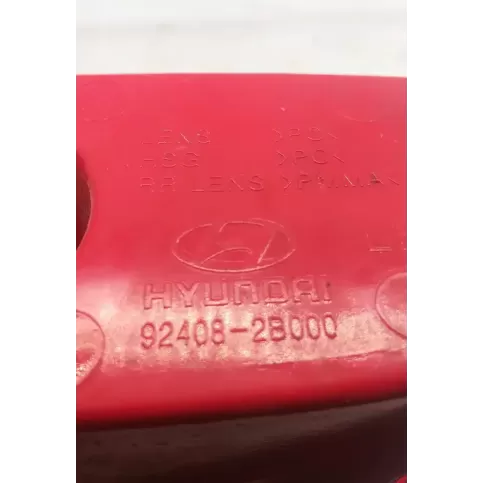 LENS >PC<
HSG >PC<
RR LENS >PMMA<
HYUNDAI
92408-2B000